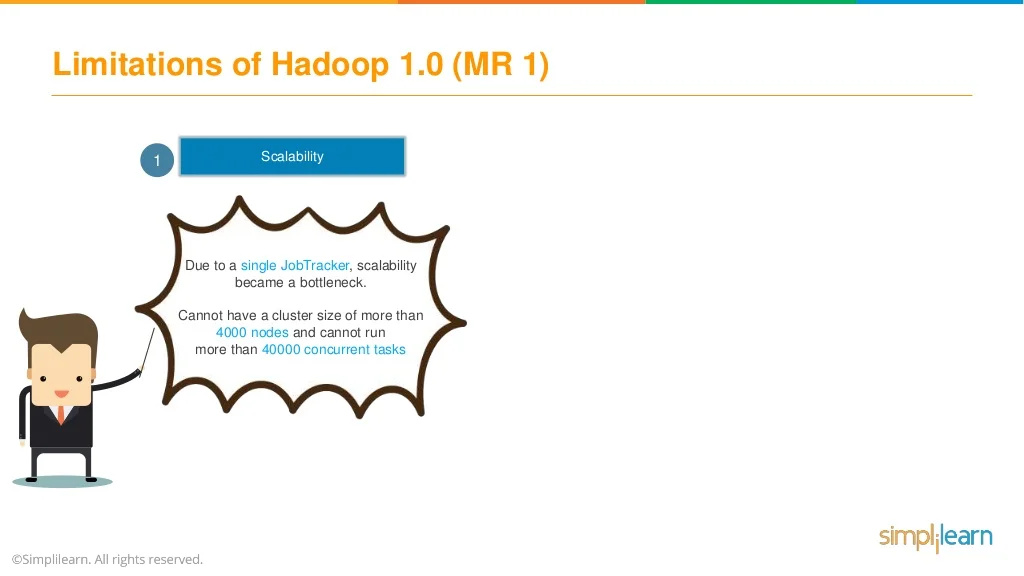 Limitations of Hadoop 1.0 (MR 1)
1
Scalability
Due to a single JobTracker, scalability
became a bottleneck.
Cannot have a cluster size of more than
4000 nodes and cannot run
more than 40000 concurrent tasks
simplilearn
©Simplilearn. All rights reserved.